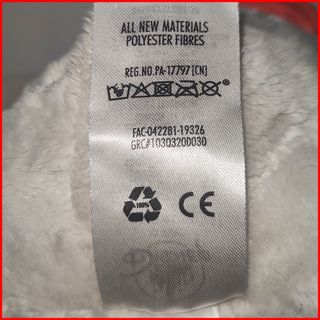 ALL NEW MATERIALS
POLYESTER FIBRES
REG.NO.PA-17797 [CN]
FAC-042281-19326
GRC#1030320D030
CE